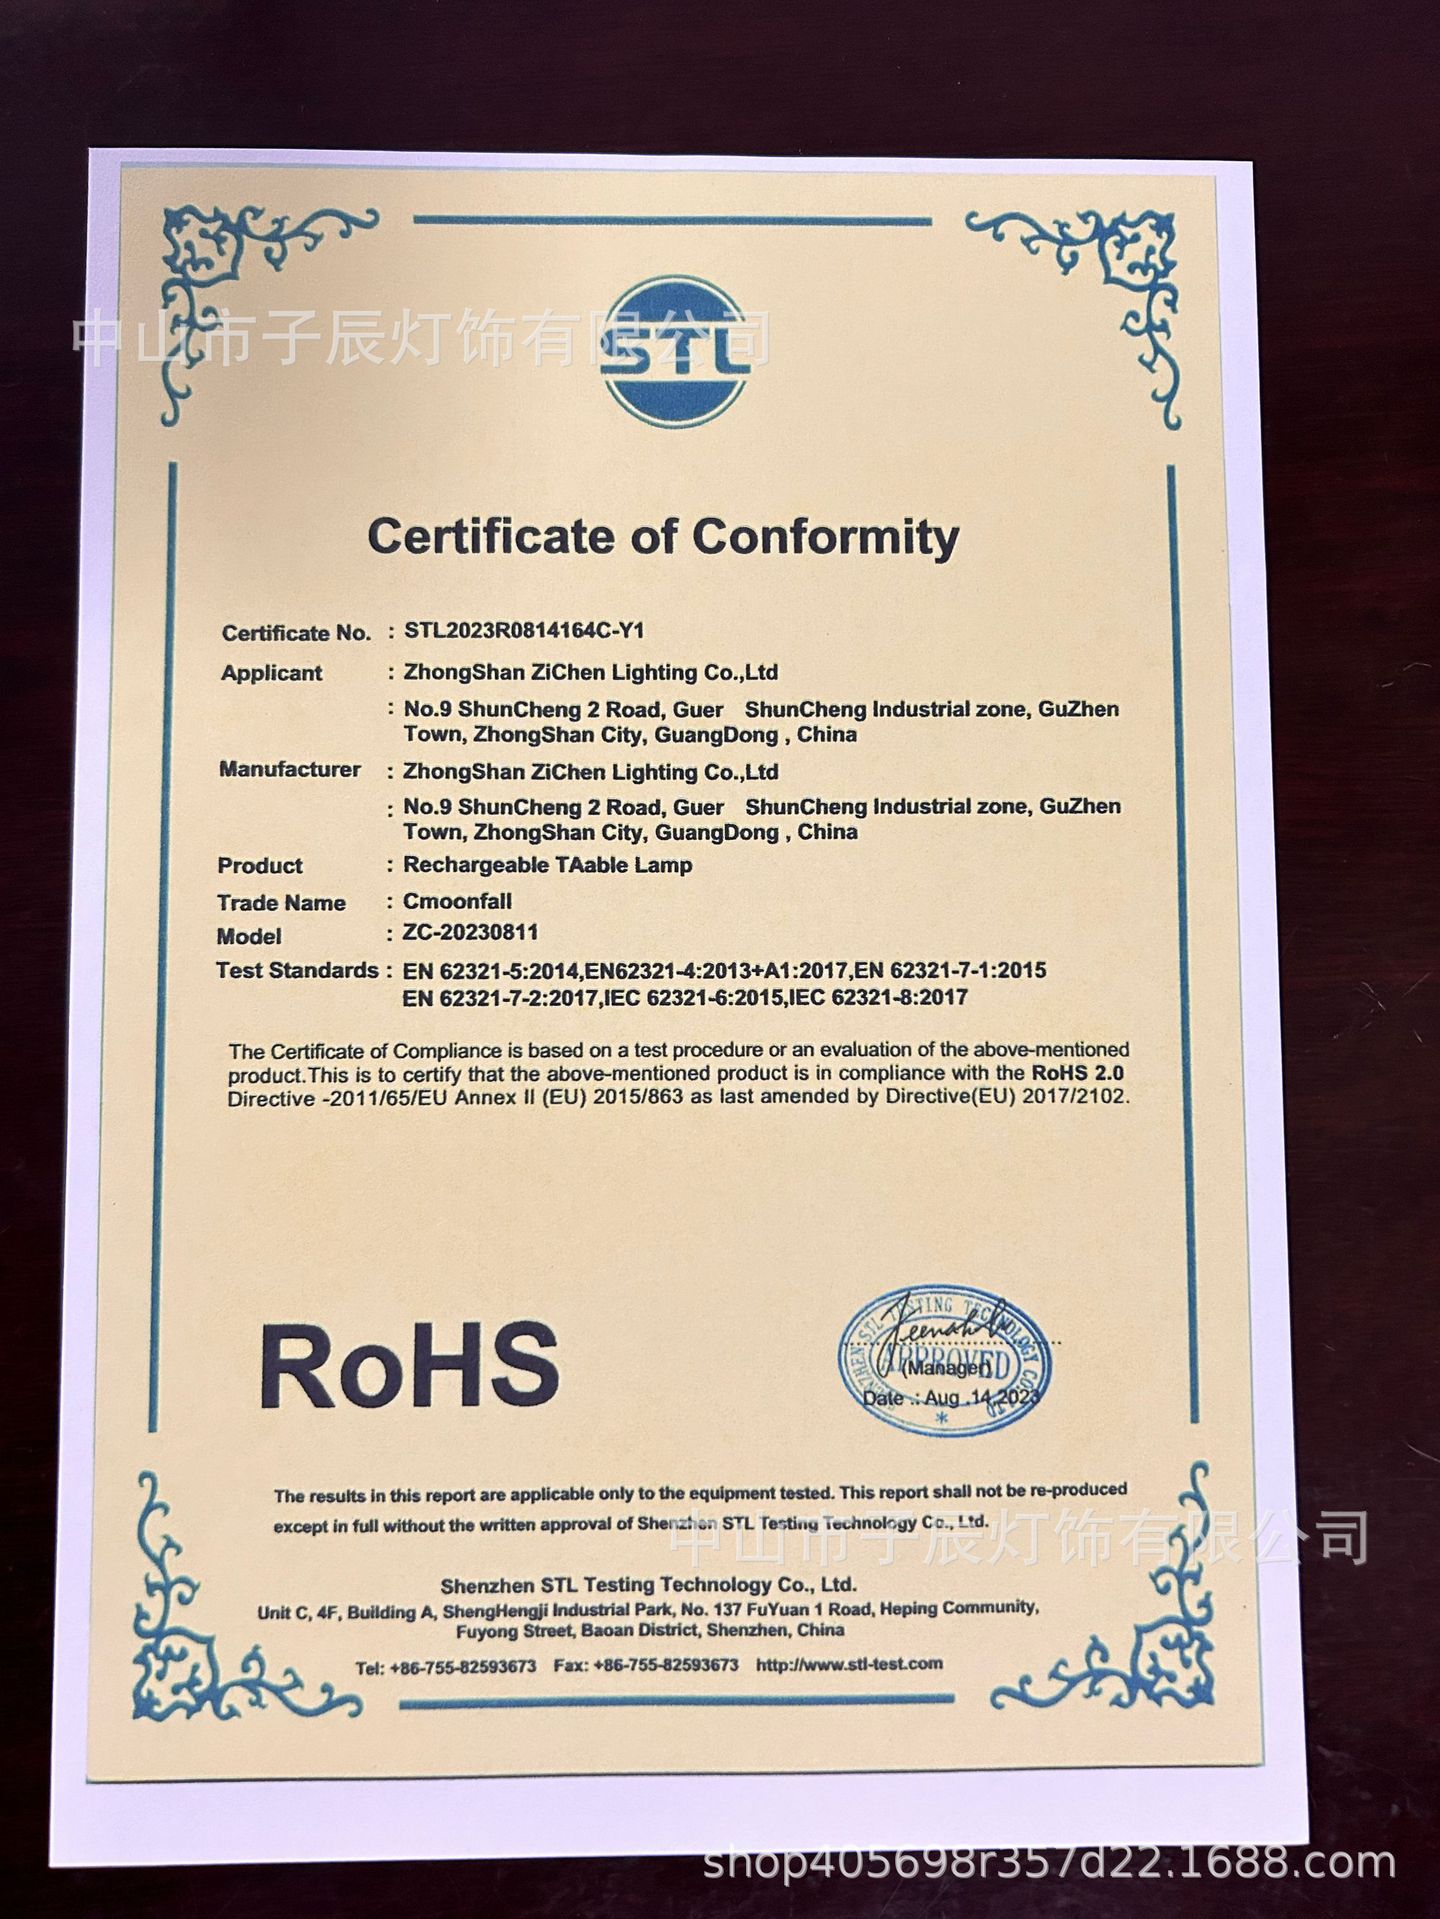 中山市子辰灯饰有限公司
STL
Certificate of Conformity
Certificate No. : STL2023R0814164C-Y1
Applicant : ZhongShan ZiChen Lighting Co.,Ltd
: No.9 ShunCheng 2 Road, Guer ShunCheng Industrial zone, GuZhen
Town, ZhongShan City, GuangDong , China
Manufacturer : ZhongShan ZiChen Lighting Co.,Ltd
: No.9 ShunCheng 2 Road, Guer ShunCheng Industrial zone, GuZhen
Town, ZhongShan City, GuangDong , China
Product : Rechargeable TAable Lamp
Trade Name : Cmoonfall
Model : ZC-20230811
Test Standards : EN 62321-5:2014,EN62321-4:2013+A1:2017,EN 62321-7-1:2015
EN 62321-7-2:2017,IEC 62321-6:2015,IEC 62321-8:2017
The Certificate of Compliance is based on a test procedure or an evaluation of the above-mentioned
product.This is to certify that the above-mentioned product is in compliance with the RoHS 2.0
Directive -2011/65/EU Annex II (EU) 2015/863 as last amended by Directive(EU) 2017/2102.
RoHS
SHENZHEN STL TESTING TECHNOLOGY CO.,LTD
APPROVED
(Manager)
Date .: Aug .14,2023
The results in this report are applicable only to the equipment tested. This report shall not be re-produced
except in full without the written approval of Shenzhen STL Testing Technology Co., Ltd.
中山市子辰灯饰有限公司
Shenzhen STL Testing Technology Co., Ltd.
Unit C, 4F, Building A, ShengHengji Industrial Park, No. 137 FuYuan 1 Road, Heping Community,
Fuyong Street, Baoan District, Shenzhen, China
Tel: +86-755-82593673 Fax: +86-755-82593673 http://www.stl-test.com
shop405698r357d22.1688.com